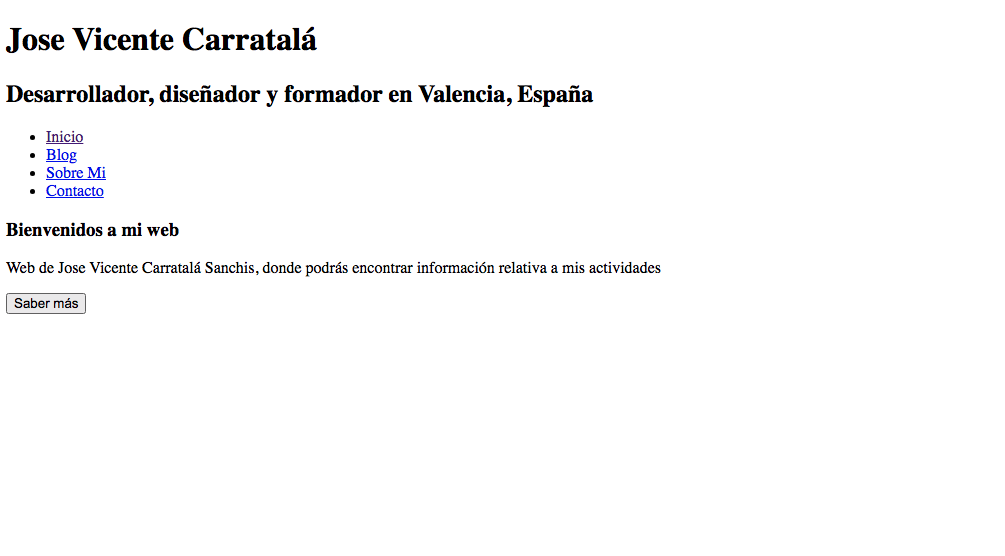 Jose Vicente Carratalá
Desarrollador, diseñador y formador en Valencia, España
Inicio
Blog
Sobre Mi
Contacto
Bienvenidos a mi web
Web de Jose Vicente Carratalá Sanchis, donde podrás encontrar información relativa a mis actividades
Saber más